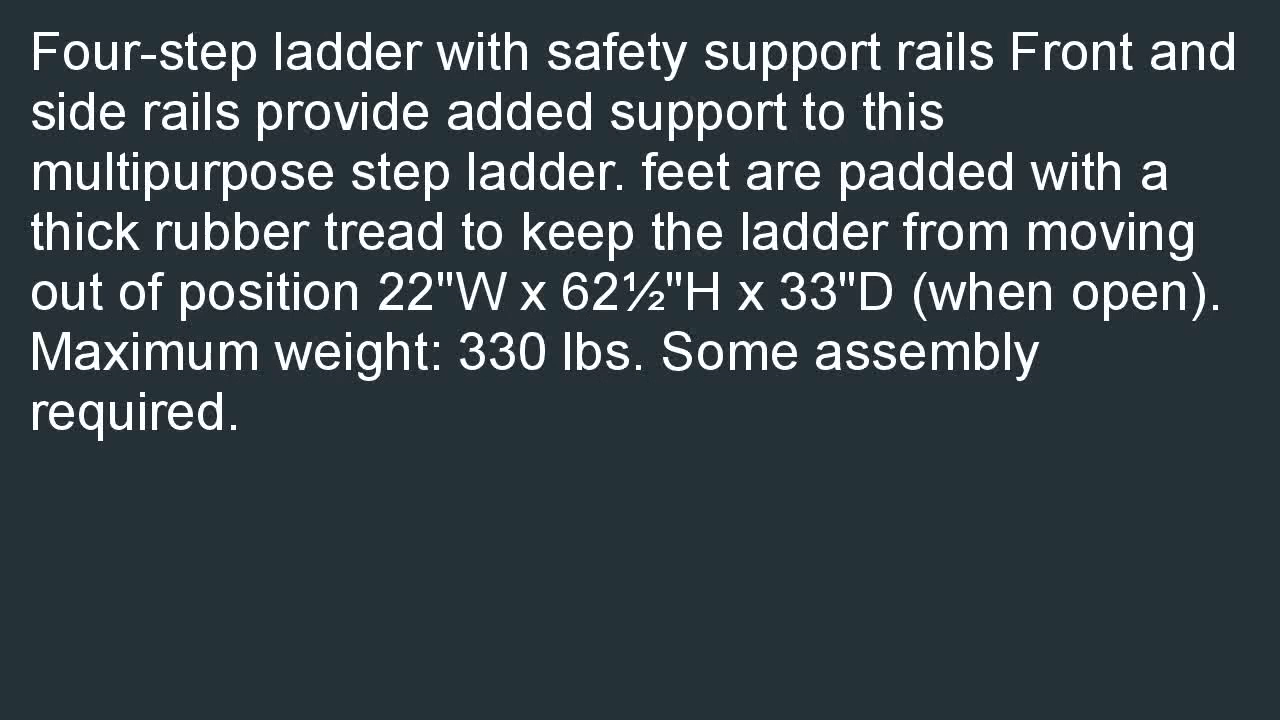 Four-step ladder with safety support rails Front and
side rails provide added support to this
multipurpose step ladder. feet are padded with a
thick rubber tread to keep the ladder from moving
out of position 22"W x 62½"H x 33"D (when open).
Maximum weight: 330 lbs. Some assembly
required.